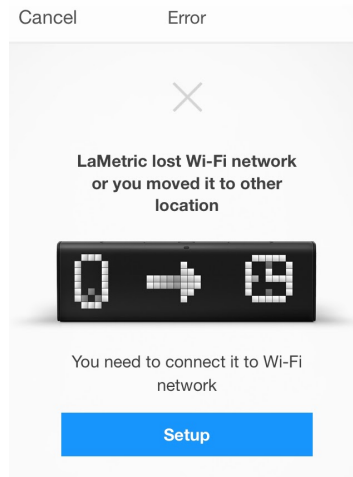 Cancel
Error
LaMetric lost Wi-Fi network
or you moved it to other
location
You need to connect it to Wi-Fi
network
Setup